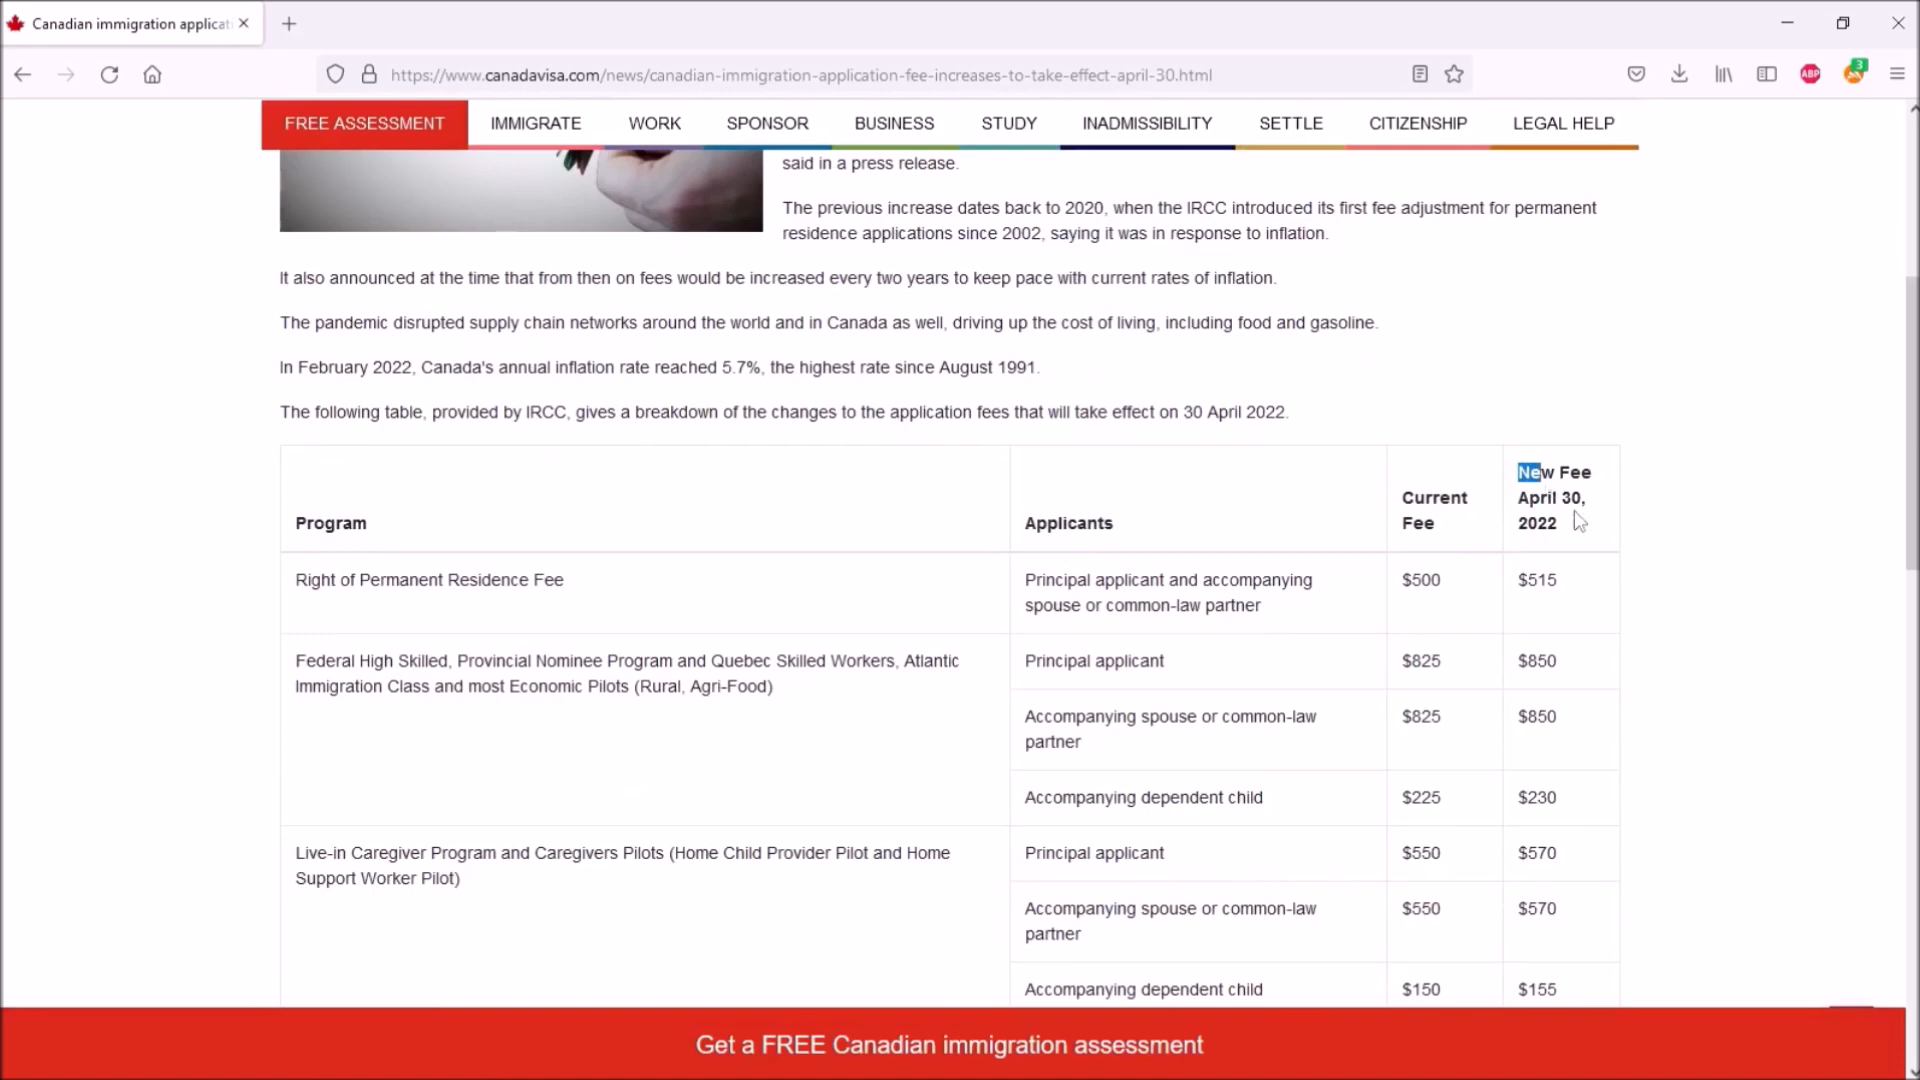 Canadian immigration applicat
https://www.canadavisa.com/news/canadian-immigration-application-fee-increases-to-take-effect-april-30.html
ABP
3
FREE ASSESSMENT
IMMIGRATE
WORK
SPONSOR
BUSINESS
STUDY
INADMISSIBILITY
SETTLE
CITIZENSHIP
LEGAL HELP
said in a press release.
The previous increase dates back to 2020, when the IRCC introduced its first fee adjustment for permanent
residence applications since 2002, saying it was in response to inflation.
It also announced at the time that from then on fees would be increased every two years to keep pace with current rates of inflation.
The pandemic disrupted supply chain networks around the world and in Canada as well, driving up the cost of living, including food and gasoline.
In February 2022, Canada's annual inflation rate reached 5.7%, the highest rate since August 1991.
The following table, provided by IRCC, gives a breakdown of the changes to the application fees that will take effect on 30 April 2022.
Program
Applicants
Current
Fee
New Fee
April 30,
2022
Right of Permanent Residence Fee
Principal applicant and accompanying
spouse or common-law partner
$500
$515
Federal High Skilled, Provincial Nominee Program and Quebec Skilled Workers, Atlantic
Immigration Class and most Economic Pilots (Rural, Agri-Food)
Principal applicant
$825
$850
Accompanying spouse or common-law
partner
$825
$850
Accompanying dependent child
$225
$230
Live-in Caregiver Program and Caregivers Pilots (Home Child Provider Pilot and Home
Support Worker Pilot)
Principal applicant
$550
$570
Accompanying spouse or common-law
partner
$550
$570
Accompanying dependent child
$150
$155
Get a FREE Canadian immigration assessment